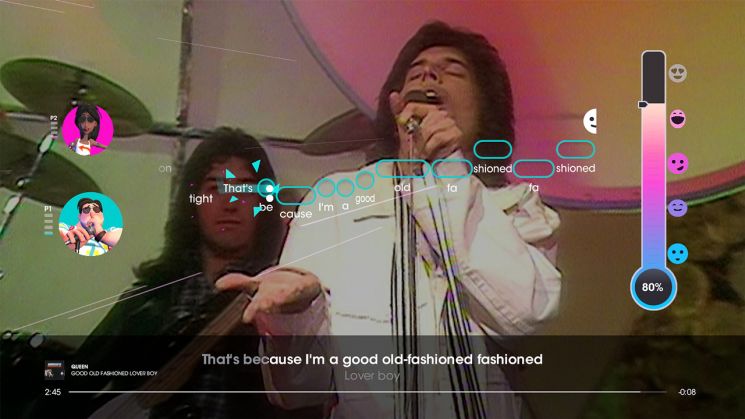 P2
on
shioned
shioned
That's
tight
be
cause
I'm
a
good
old
fa
fa
P1
80%
That's because I'm a good old-fashioned fashioned
Lover boy
QUEEN
GOOD OLD FASHIONED LOVER BOY
2:45
-0:08